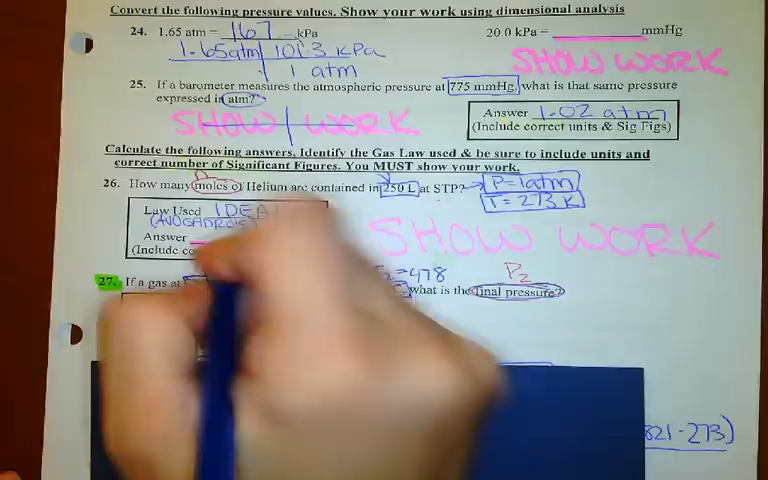 Convert the following pressure values. Show your work using dimensional analysis
24. 1.65 atm = 167 kPa 20.0 kPa = ______ mmHg
1.65atm | 101.3 kPa SHOW WORK
1 atm
25. If a barometer measures the atmospheric pressure at 775 mmHg, what is that same pressure
expressed in atm? Answer 1.02 atm
SHOW WORK (Include correct units & Sig Figs)
Calculate the following answers. Identify the Gas Law used & be sure to include units and
correct number of Significant Figures. You MUST show your work.
26. How many moles of Helium are contained in 250 L at STP? P=1atm
T=273 K
Law Used
SHOW WORK
Answer
(Include
=478 P2
27. If a gas at what is the final pressure?
821-273)